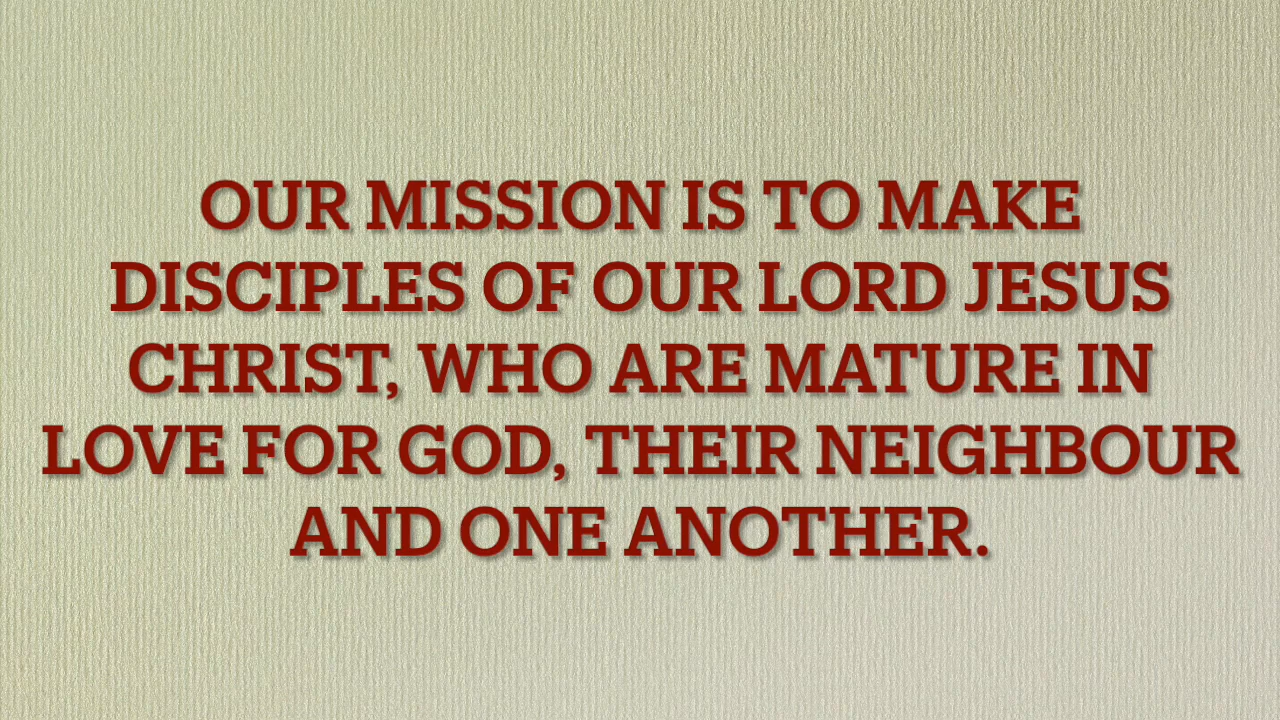 OUR MISSION IS TO MAKE
DISCIPLES OF OUR LORD JESUS
CHRIST, WHO ARE MATURE IN
LOVE FOR GOD, THEIR NEIGHBOUR
AND ONE ANOTHER.